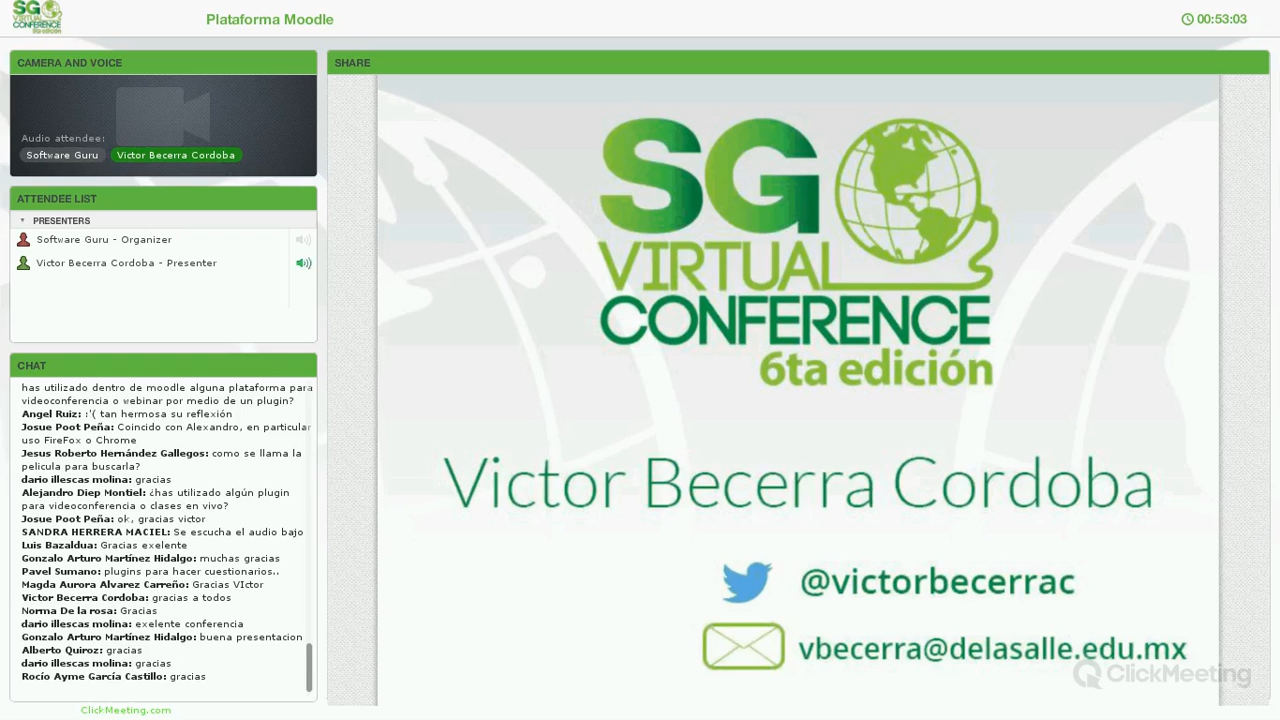 SG
VIRTUAL
CONFERENCE
6ta edición
Plataforma Moodle
00:53:03
CAMERA AND VOICE
Audio attendee:
Software Guru
Victor Becerra Cordoba
ATTENDEE LIST
PRESENTERS
Software Guru - Organizer
Victor Becerra Cordoba - Presenter
CHAT
has utilizado dentro de moodle alguna plataforma para
videoconferencia o webinar por medio de un plugin?
Angel Ruiz: :'( tan hermosa su reflexión
Josue Poot Peña: Coincido con Alexandro, en particular
uso FireFox o Chrome
Jesus Roberto Hernández Gallegos: como se llama la
pelicula para buscarla?
dario illescas molina: gracias
Alejandro Diep Montiel: ¿has utilizado algún plugin
para videoconferencia o clases en vivo?
Josue Poot Peña: ok, gracias victor
SANDRA HERRERA MACIEL: Se escucha el audio bajo
Luis Bazaldua: Gracias exelente
Gonzalo Arturo Martínez Hidalgo: muchas gracias
Pavel Sumano: plugins para hacer cuestionarios..
Magda Aurora Alvarez Carreño: Gracias VIctor
Victor Becerra Cordoba: gracias a todos
Norma De la rosa: Gracias
dario illescas molina: exelente conferencia
Gonzalo Arturo Martínez Hidalgo: buena presentacion
Alberto Quiroz: gracias
dario illescas molina: gracias
Rocío Ayme García Castillo: gracias
ClickMeeting.com
SHARE
SG
VIRTUAL
CONFERENCE
6ta edición
Victor Becerra Cordoba
@victorbecerrac
vbecerra@delasalle.edu.mx
ClickMeeting